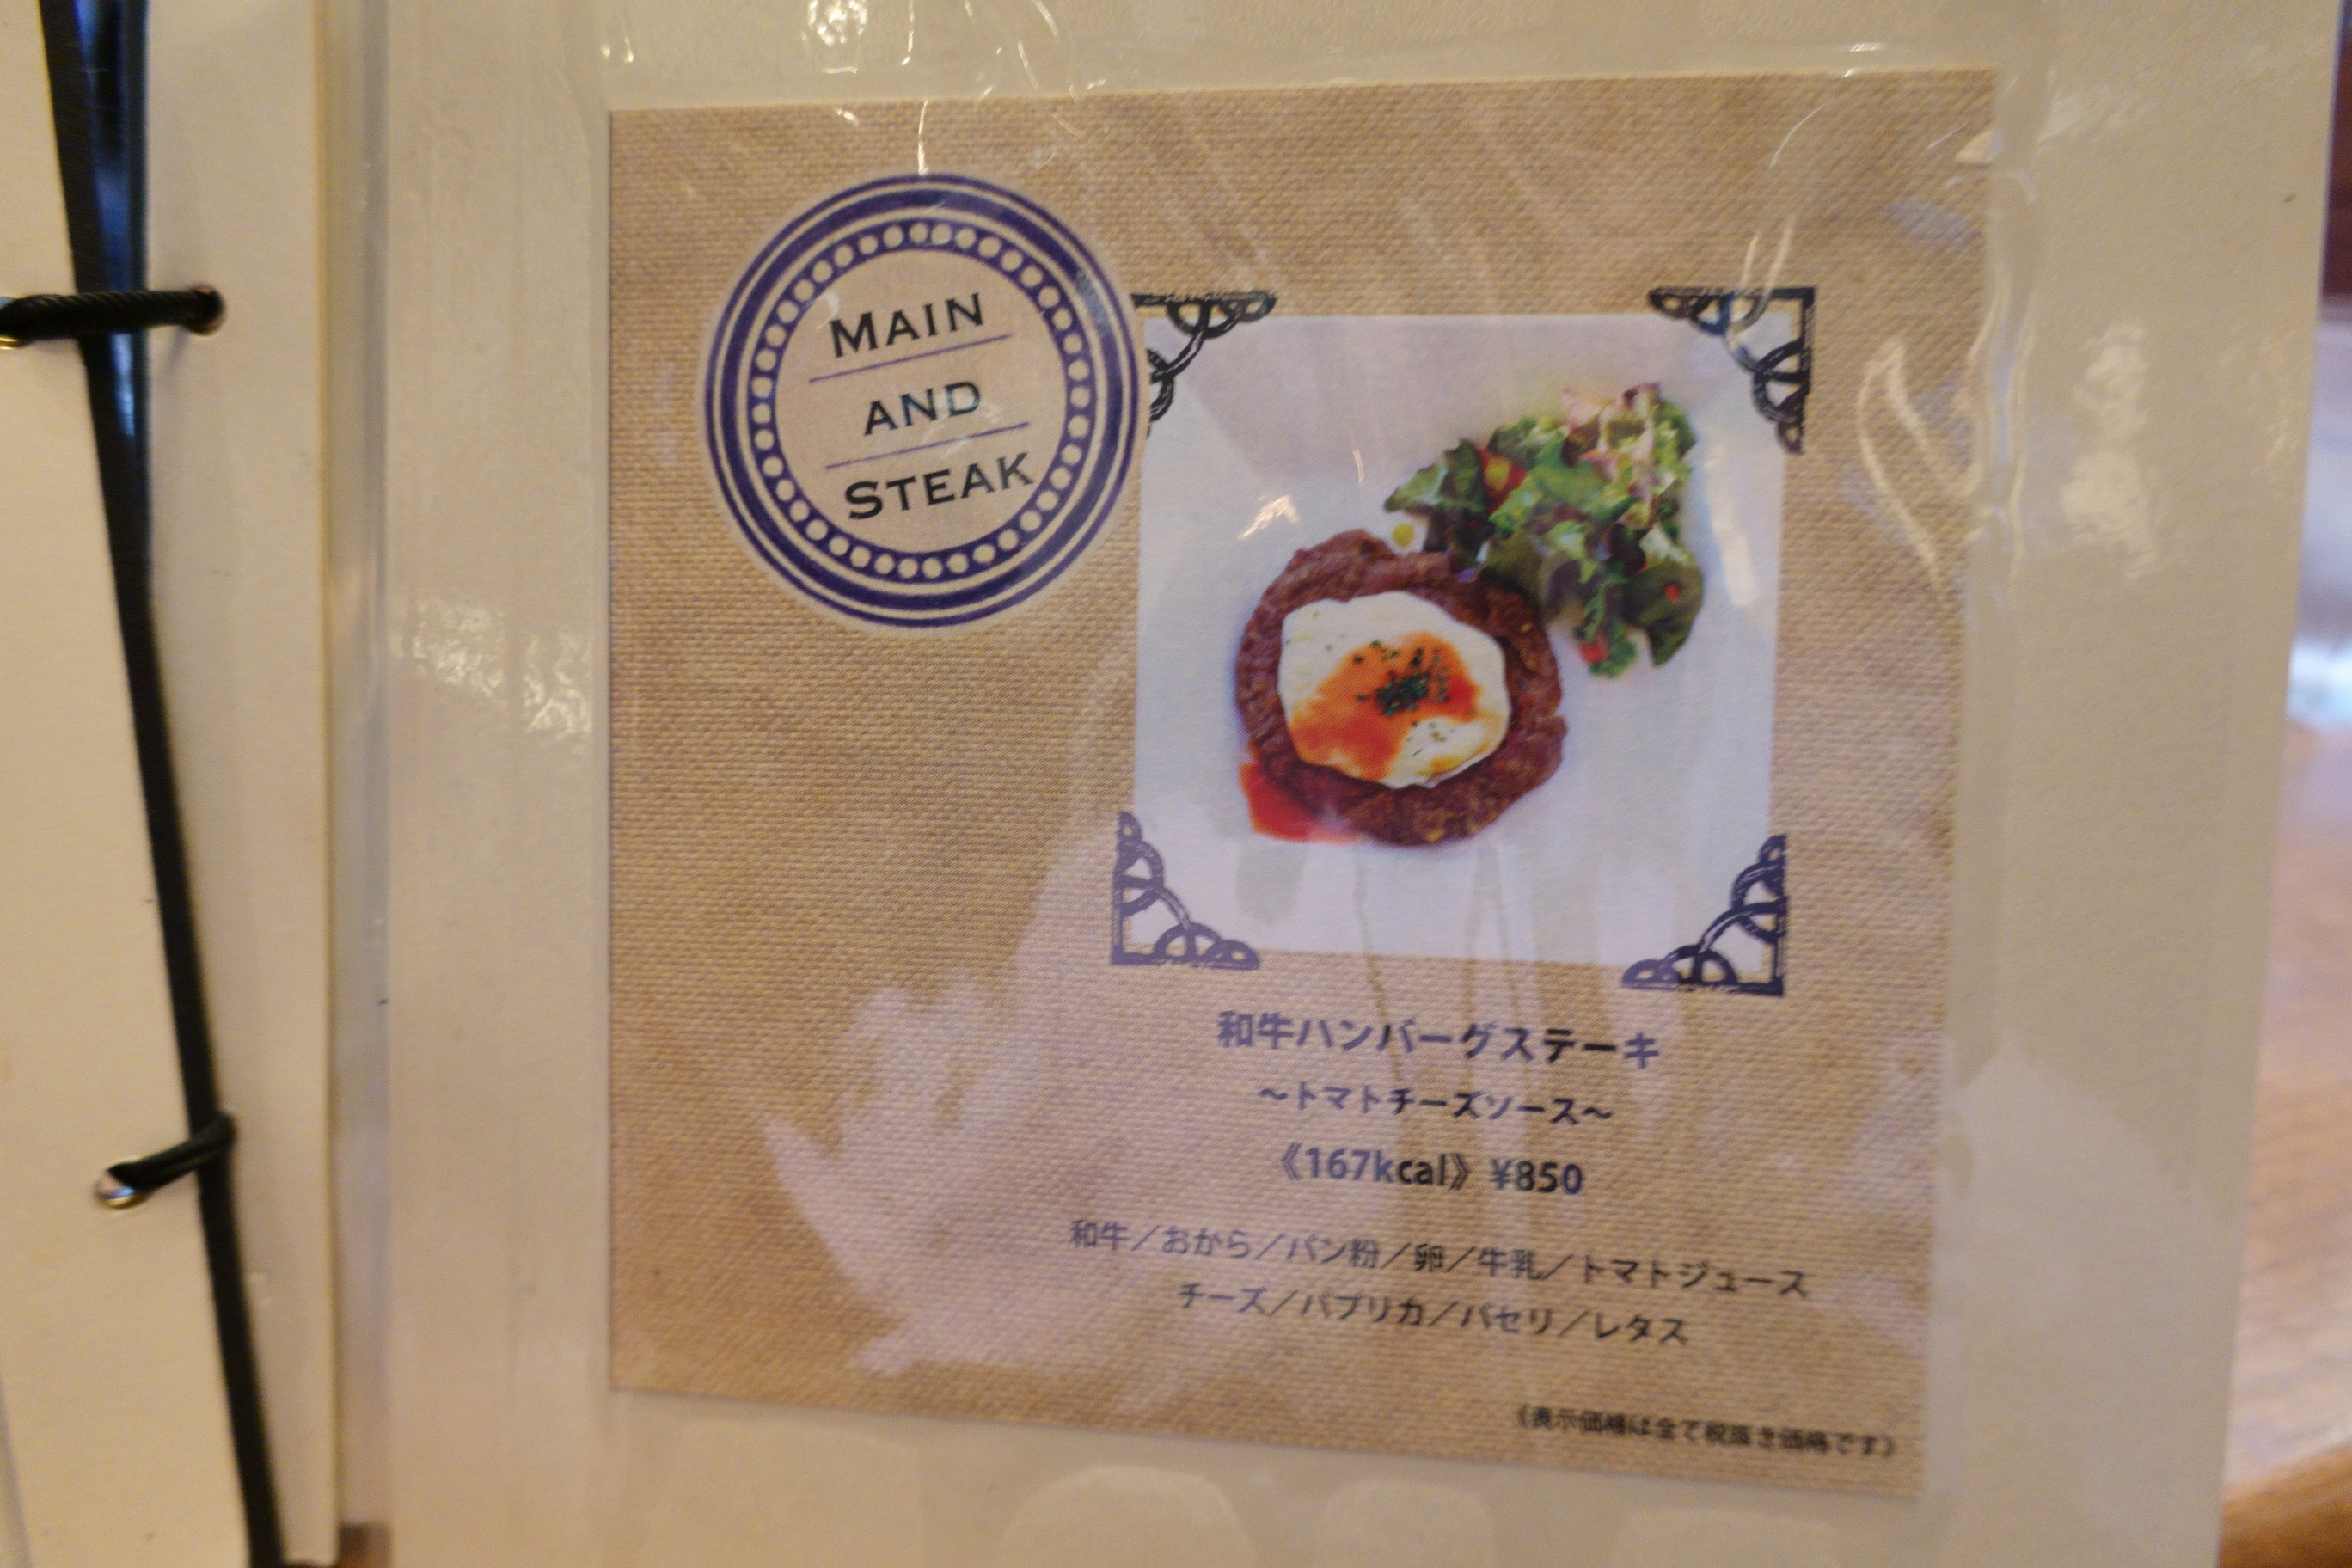 MAIN
AND
STEAK
和牛ハンバーグステーキ
～トマトチーズソース～
《167kcal》¥850
和牛／おから／パン粉／卵／牛乳／トマトジュース
チーズ／パプリカ／パセリ／レタス
《表示価格は全て税抜き価格です》